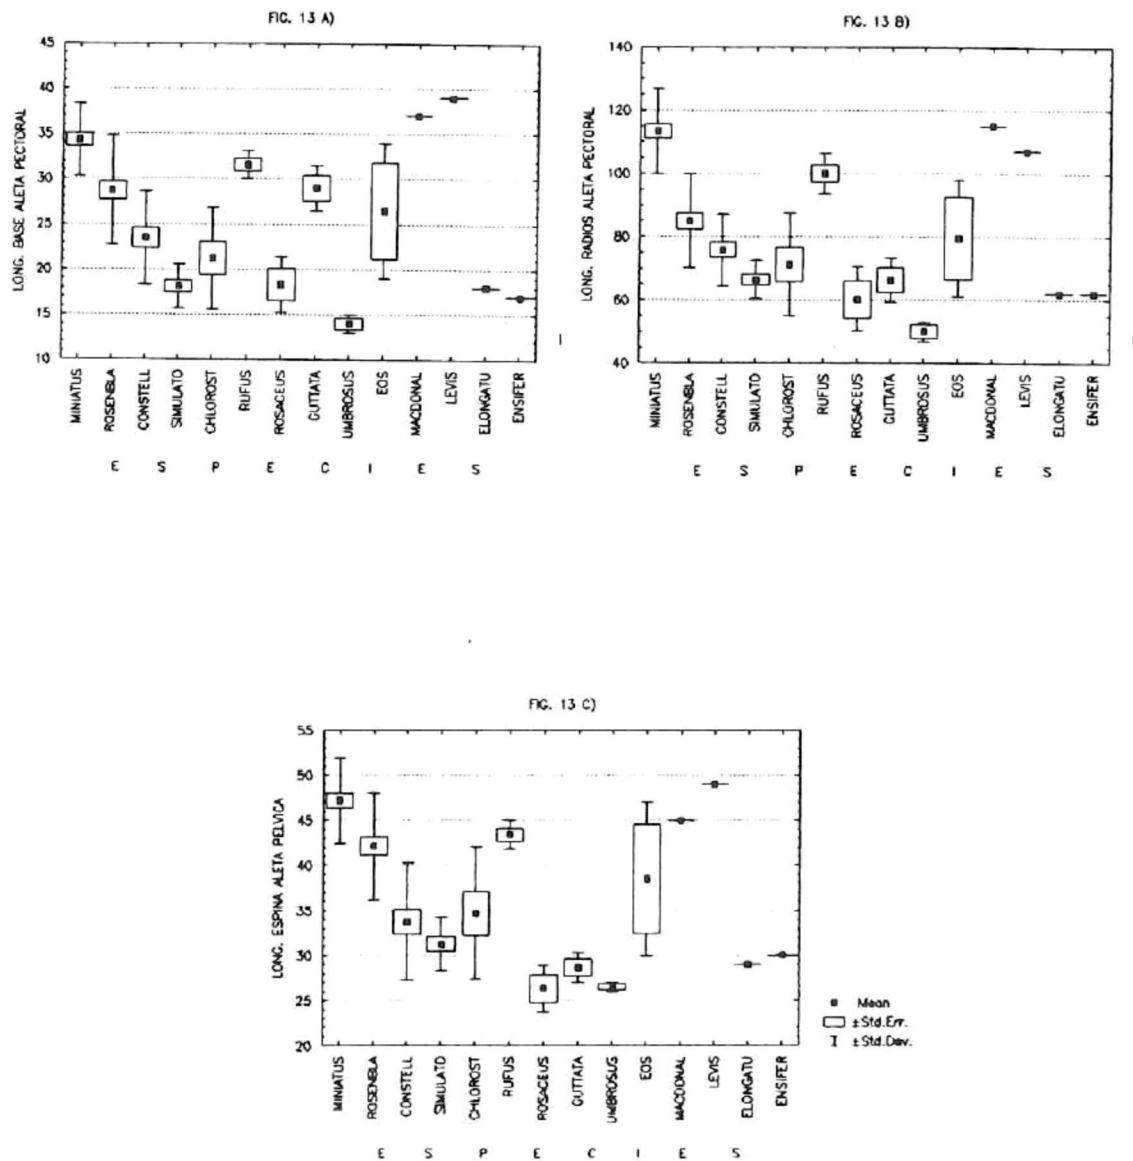 FIG. 13 A)
LONG. BASE ALETA PECTORAL
45
40
35
30
25
20
15
10
MINIATUS
ROSENBLA
CONSTELL
SIMULATO
CHLOROST
RUFUS
ROSACEUS
GUTTATA
UMBROSUS
EOS
MACDONAL
LEVIS
ELONGATU
ENSIFER
E S P E C I E S
FIG. 13 B)
LONG. RADIOS ALETA PECTORAL
140
120
100
80
60
40
MINIATUS
ROSENBLA
CONSTELL
SIMULATO
CHLOROST
RUFUS
ROSACEUS
GUTTATA
UMBROSUS
EOS
MACDONAL
LEVIS
ELONGATU
ENSIFER
E S P E C I E S
FIG. 13 C)
LONG. ESPINA ALETA PELVICA
55
50
45
40
35
30
25
20
MINIATUS
ROSENBLA
CONSTELL
SIMULATO
CHLOROST
RUFUS
ROSACEUS
GUTTATA
UMBROSUS
EOS
MACDONAL
LEVIS
ELONGATU
ENSIFER
E S P E C I E S
Mean
±Std.Err.
±Std.Dev.